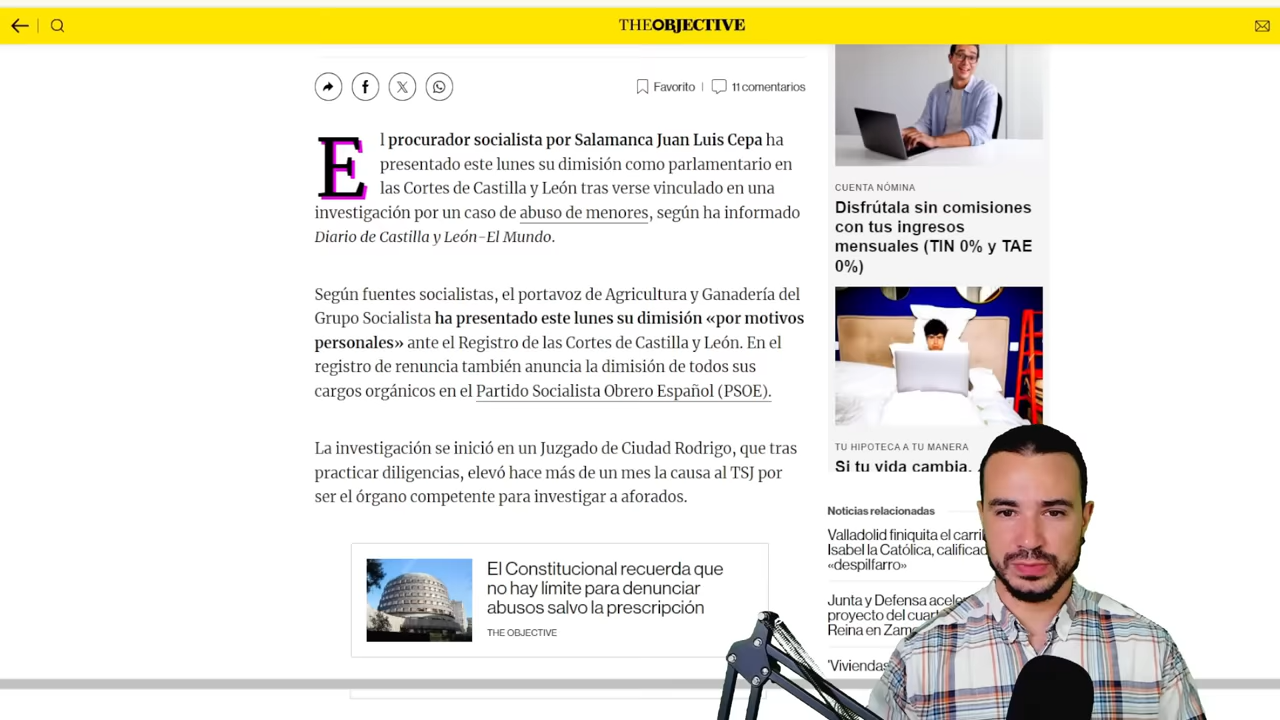 THEOBJECTIVE
Favorito
11 comentarios
El procurador socialista por Salamanca Juan Luis Cepa ha
presentado este lunes su dimisión como parlamentario en
las Cortes de Castilla y León tras verse vinculado en una
investigación por un caso de abuso de menores, según ha informado
Diario de Castilla y León-El Mundo.
Según fuentes socialistas, el portavoz de Agricultura y Ganadería del
Grupo Socialista ha presentado este lunes su dimisión «por motivos
personales» ante el Registro de las Cortes de Castilla y León. En el
registro de renuncia también anuncia la dimisión de todos sus
cargos orgánicos en el Partido Socialista Obrero Español (PSOE).
La investigación se inició en un Juzgado de Ciudad Rodrigo, que tras
practicar diligencias, elevó hace más de un mes la causa al TSJ por
ser el órgano competente para investigar a aforados.
El Constitucional recuerda que
no hay límite para denunciar
abusos salvo la prescripción
THE OBJECTIVE
CUENTA NÓMINA
Disfrútala sin comisiones
con tus ingresos
mensuales (TIN 0% y TAE
0%)
TU HIPOTECA A TU MANERA
Si tu vida cambia.
Noticias relacionadas
Valladolid finiquita el carri
Isabel la Católica, calificad
«despilfarro»
Junta y Defensa aceler
proyecto del cuart
Reina en Zam
'Viviendas